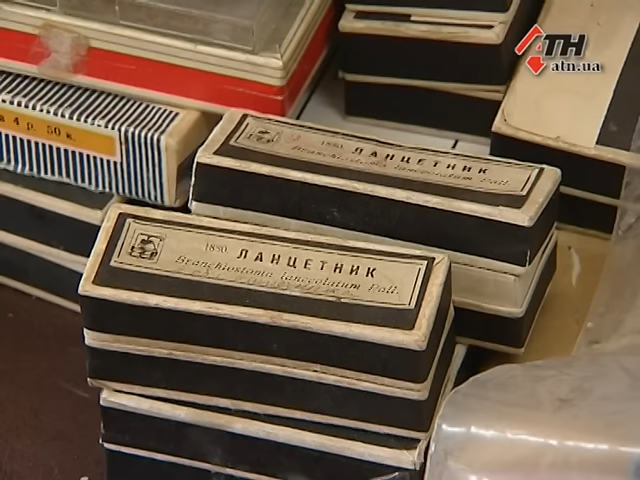 АТН
atn.ua
4 р. 50 к.
1880. ЛАНЦЕТНИК
Branchiostoma lanceolatum Pall.
1880. ЛАНЦЕТНИК
Branchiostoma lanceolatum Pall.